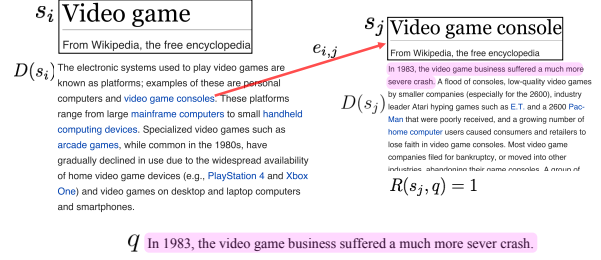 s_i Video game
From Wikipedia, the free encyclopedia
D(s_i) The electronic systems used to play video games are
known as platforms; examples of these are personal
computers and video game consoles. These platforms
range from large mainframe computers to small handheld
computing devices. Specialized video games such as
arcade games, while common in the 1980s, have
gradually declined in use due to the widespread availability
of home video game devices (e.g., PlayStation 4 and Xbox
One) and video games on desktop and laptop computers
and smartphones.
e_{i,j}
s_j Video game console
From Wikipedia, the free encyclopedia
In 1983, the video game business suffered a much more
severe crash. A flood of consoles, low-quality video games
by smaller companies (especially for the 2600), industry
D(s_j) leader Atari hyping games such as E.T. and a 2600 Pac-
Man that were poorly received, and a growing number of
home computer users caused consumers and retailers to
lose faith in video game consoles. Most video game
companies filed for bankruptcy, or moved into other
industries, abandoning their game consoles. A group of
R(s_j, q) = 1
q In 1983, the video game business suffered a much more sever crash.